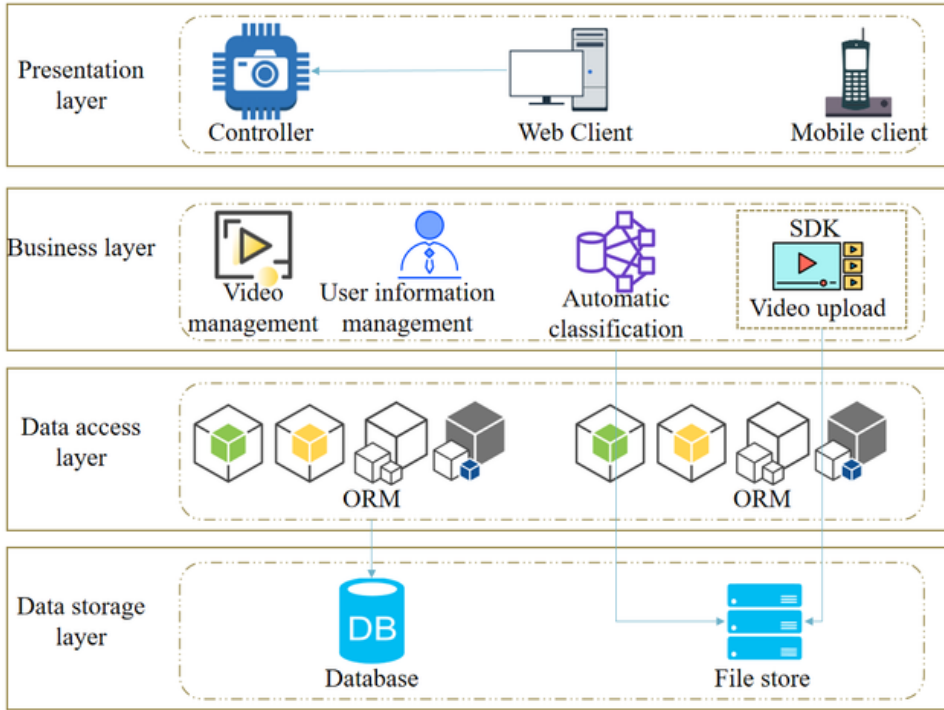 Presentation
layer
Controller
Web Client
Mobile client
Business layer
Video
management
User information
management
Automatic
classification
SDK
Video upload
Data access
layer
ORM
ORM
Data storage
layer
DB
Database
File store